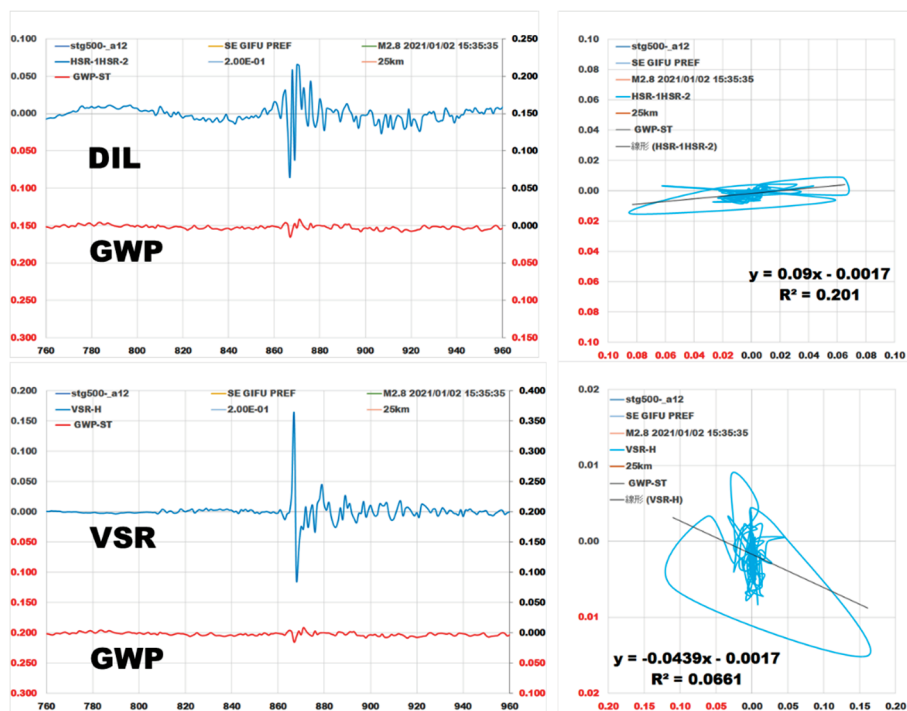 stg500-_a12 SE GIFU PREF M2.8 2021/01/02 15:35:35
HSR-1HSR-2 2.00E-01 25km
GWP-ST
0.100
0.050
0.000
0.050
0.100
0.150
0.200
0.250
0.300
0.250
0.200
0.150
0.100
0.050
0.000
0.050
0.100
0.150
DIL
GWP
760 780 800 820 840 860 880 900 920 940 960
stg500-_a12
SE GIFU PREF
M2.8 2021/01/02 15:35:35
HSR-1HSR-2
25km
GWP-ST
線形 (HSR-1HSR-2)
0.10
0.08
0.06
0.04
0.02
0.00
0.02
0.04
0.06
0.08
0.10
y = 0.09x - 0.0017
R² = 0.201
0.10 0.08 0.06 0.04 0.02 0.00 0.02 0.04 0.06 0.08 0.10
stg500-_a12 SE GIFU PREF M2.8 2021/01/02 15:35:35
VSR-H 2.00E-01 25km
GWP-ST
0.200
0.150
0.100
0.050
0.000
0.050
0.100
0.150
0.200
0.250
0.300
0.400
0.350
0.300
0.250
0.200
0.150
0.100
0.050
0.000
0.050
0.100
VSR
GWP
760 780 800 820 840 860 880 900 920 940 960
stg500-_a12
SE GIFU PREF
M2.8 2021/01/02 15:35:35
VSR-H
25km
GWP-ST
線形 (VSR-H)
0.02
0.01
0.00
0.01
0.02
y = -0.0439x - 0.0017
R² = 0.0661
0.20 0.15 0.10 0.05 0.00 0.05 0.10 0.15 0.20